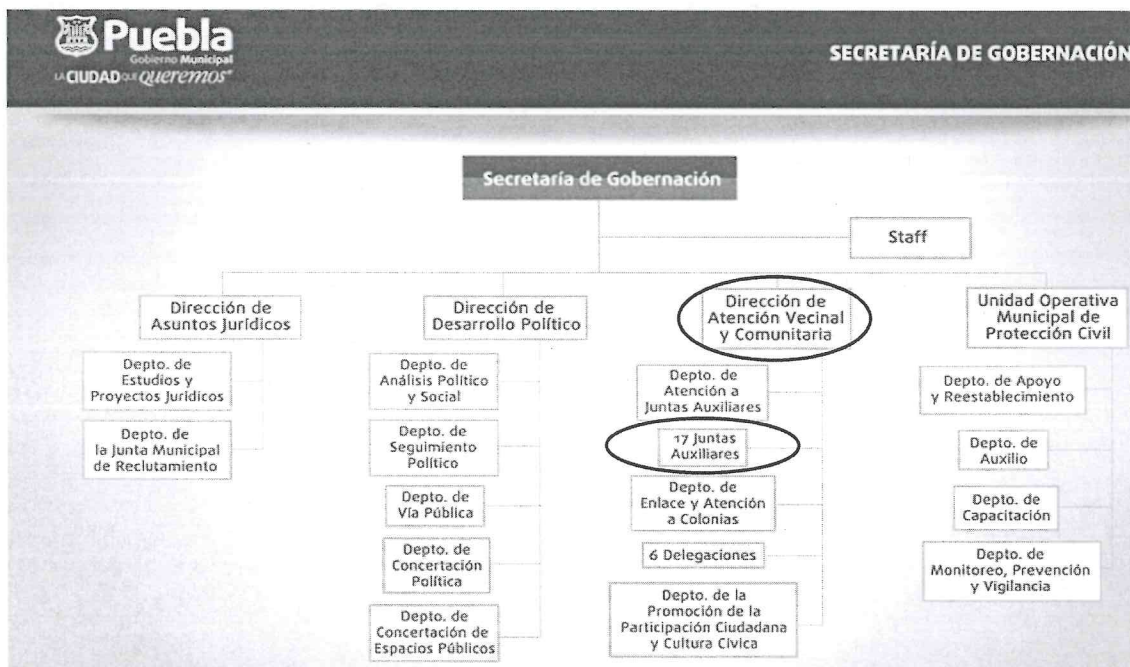 Puebla
Gobierno Municipal
LA CIUDAD QUE queremos
SECRETARÍA DE GOBERNACIÓN
Secretaría de Gobernación
Staff
Dirección de
Asuntos Jurídicos
Depto. de
Estudios y
Proyectos Jurídicos
Depto. de
la Junta Municipal
de Reclutamiento
Dirección de
Desarrollo Político
Depto. de
Análisis Político
y Social
Depto. de
Seguimiento
Político
Depto. de
Vía Pública
Depto. de
Concertación
Política
Depto. de
Concertación de
Espacios Públicos
Dirección de
Atención Vecinal
y Comunitaria
Depto. de
Atención a
Juntas Auxiliares
17 Juntas
Auxiliares
Depto. de
Enlace y Atención
a Colonias
6 Delegaciones
Depto. de la
Promoción de la
Participación Ciudadana
y Cultura Cívica
Unidad Operativa
Municipal de
Protección Civil
Depto. de Apoyo
y Reestablecimiento
Depto. de
Auxilio
Depto. de
Capacitación
Depto. de
Monitoreo, Prevención
y Vigilancia